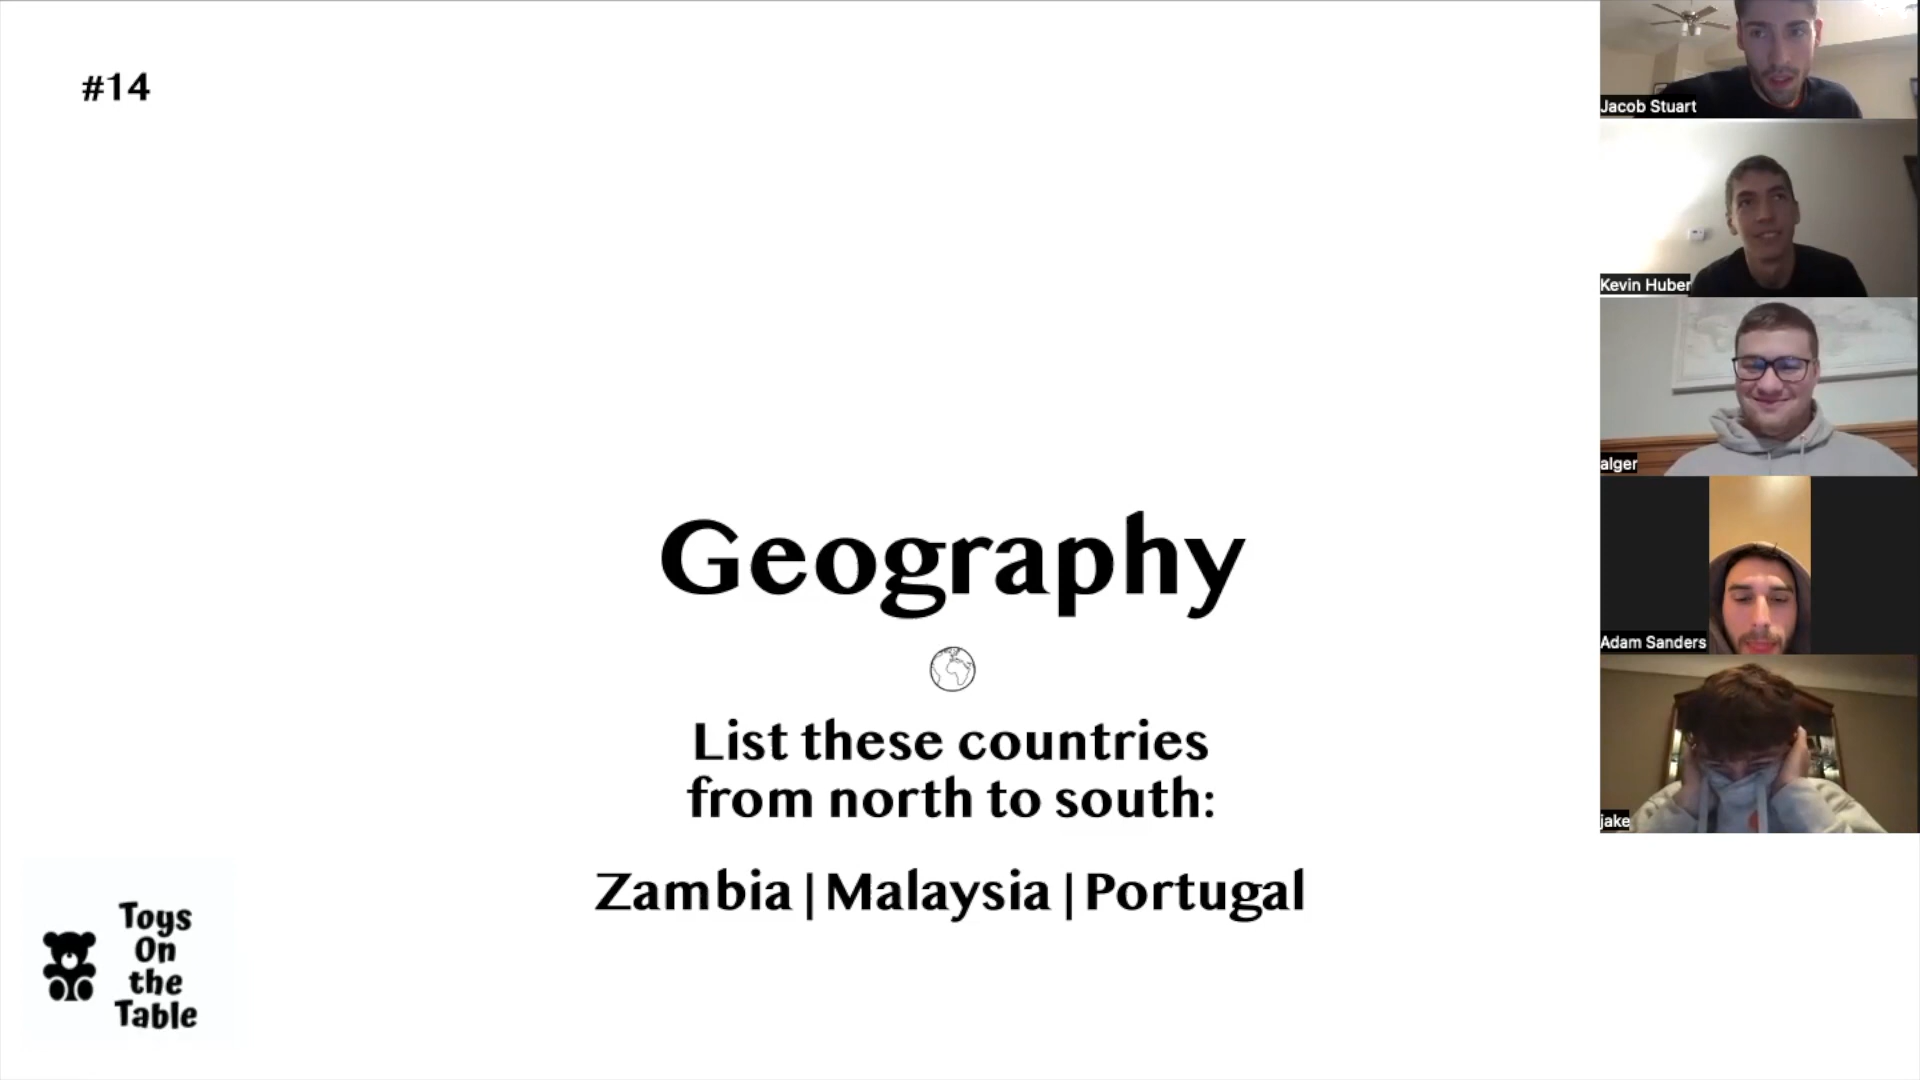 #14
Geography
List these countries
from north to south:
Zambia | Malaysia | Portugal
Toys
On
the
Table
Jacob Stuart
Kevin Huber
alger
Adam Sanders
jake